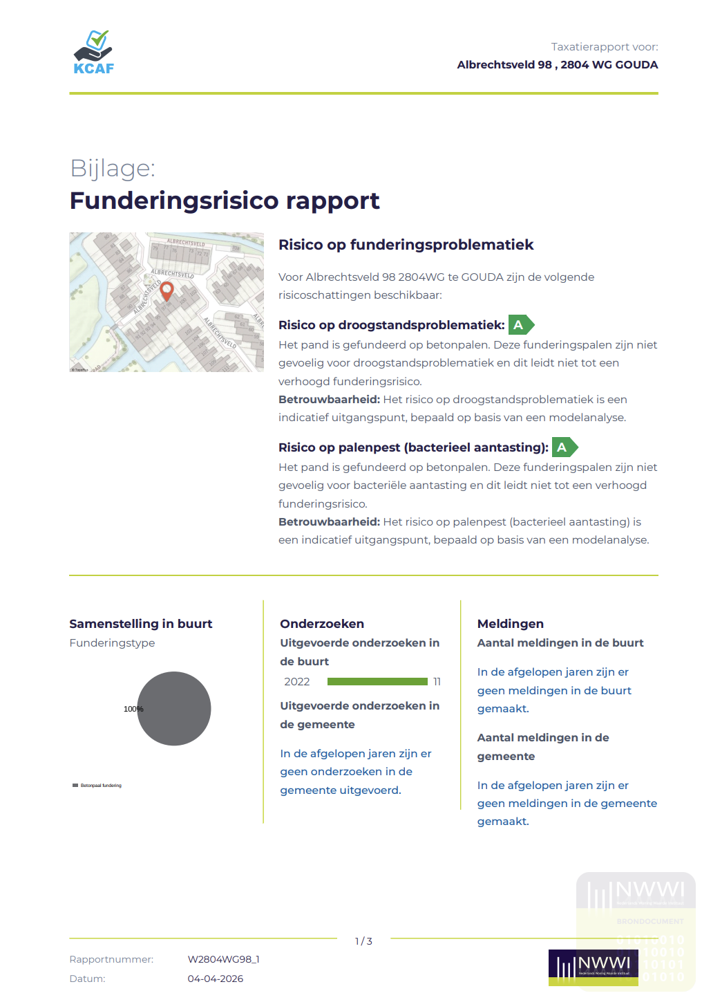 KCAF
Taxatierapport voor:
Albrechtsveld 98 , 2804 WG GOUDA
Bijlage:
Funderingsrisico rapport
Risico op funderingsproblematiek
Voor Albrechtsveld 98 2804WG te GOUDA zijn de volgende
risicoschattingen beschikbaar:
Risico op droogstandsproblematiek: A
Het pand is gefundeerd op betonpalen. Deze funderingspalen zijn niet
gevoelig voor droogstandsproblematiek en dit leidt niet tot een
verhoogd funderingsrisico.
Betrouwbaarheid: Het risico op droogstandsproblematiek is een
indicatief uitgangspunt, bepaald op basis van een modelanalyse.
Risico op palenpest (bacterieel aantasting): A
Het pand is gefundeerd op betonpalen. Deze funderingspalen zijn niet
gevoelig voor bacteriële aantasting en dit leidt niet tot een verhoogd
funderingsrisico.
Betrouwbaarheid: Het risico op palenpest (bacterieel aantasting) is
een indicatief uitgangspunt, bepaald op basis van een modelanalyse.
ALBRECHTSVELD
ALBRECHTSVELD
ALBRECHTSVELD
ALBRECHTSVELD
Samenstelling in buurt
Funderingstype
100%
Betonpaal fundering
Onderzoeken
Uitgevoerde onderzoeken in
de buurt
2022 11
Uitgevoerde onderzoeken in
de gemeente
In de afgelopen jaren zijn er
geen onderzoeken in de
gemeente uitgevoerd.
Meldingen
Aantal meldingen in de buurt
In de afgelopen jaren zijn er
geen meldingen in de buurt
gemaakt.
Aantal meldingen in de
gemeente
In de afgelopen jaren zijn er
geen meldingen in de gemeente
gemaakt.
NWWI
BRONDOCUMENT
1 / 3
Rapportnummer: W2804WG98_1
Datum: 04-04-2026
NWWI
Nederlands Woning Waarde Instituut